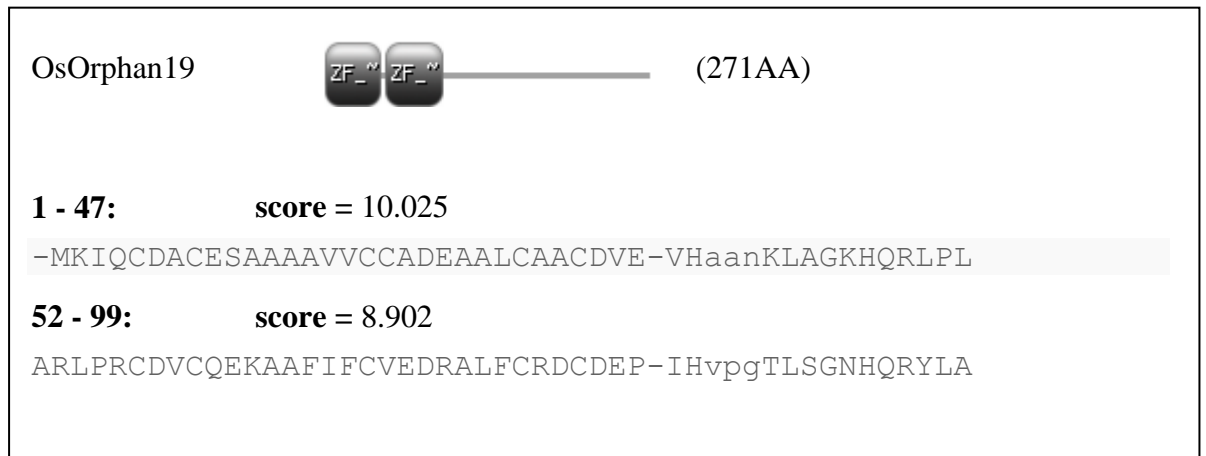 OsOrphan19 ZF_~ ZF_~ (271AA)
1 - 47: score = 10.025
-MKIQCDACESAAAAVVCCADEAALCAACDVE-VHaanKLAGKHQRLPL
52 - 99: score = 8.902
ARLPRCDVCQEKAAFIFCVEDRALFCRDCDEP-IHvpgTLSGNHQRYLA